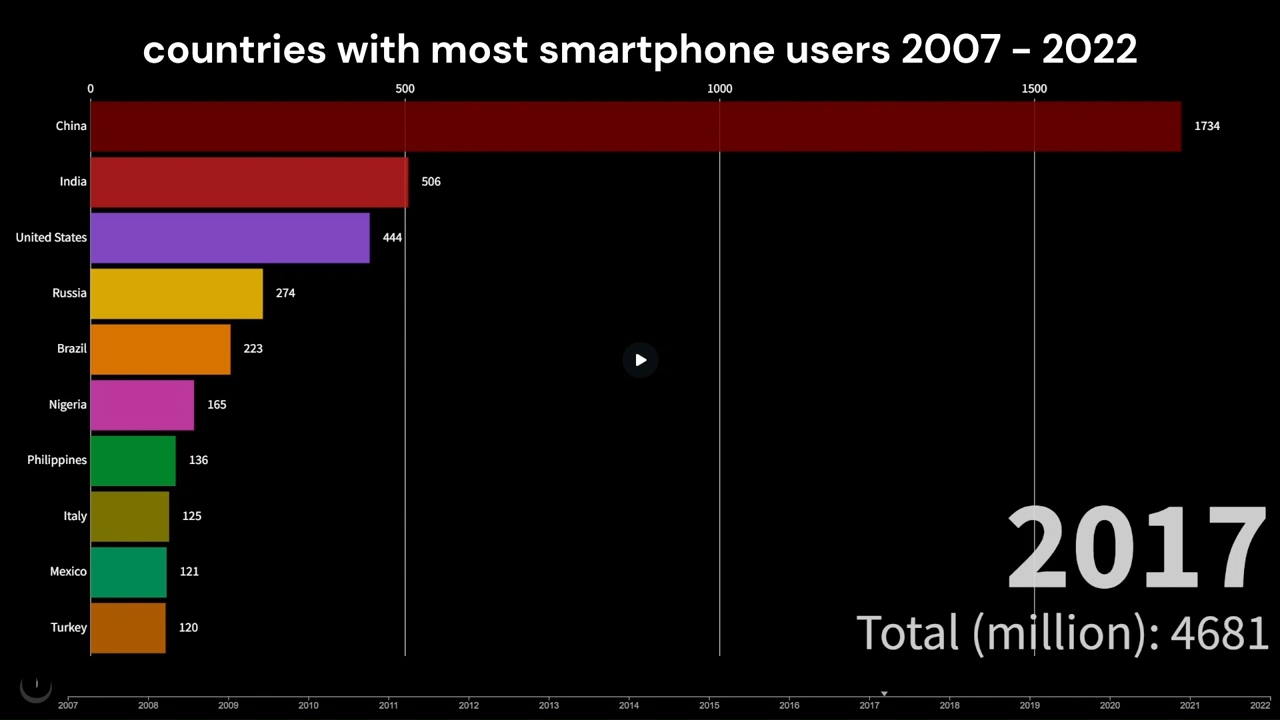 countries with most smartphone users 2007 – 2022
0 500 1000 1500
China 1734
India 506
United States 444
Russia 274
Brazil 223
Nigeria 165
Philippines 136
Italy 125
Mexico 121
Turkey 120
2017
Total (million): 4681
2007 2008 2009 2010 2011 2012 2013 2014 2015 2016 2017 2018 2019 2020 2021 2022